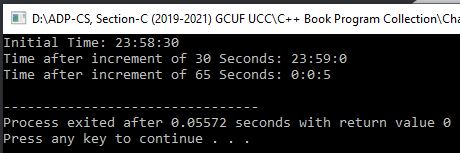 D:\ADP-CS, Section-C (2019-2021) GCUF UCC\C++ Book Program Collection\Cha
Initial Time: 23:58:30
Time after increment of 30 Seconds: 23:59:0
Time after increment of 65 Seconds: 0:0:5
--------------------------------
Process exited after 0.05572 seconds with return value 0
Press any key to continue . . .